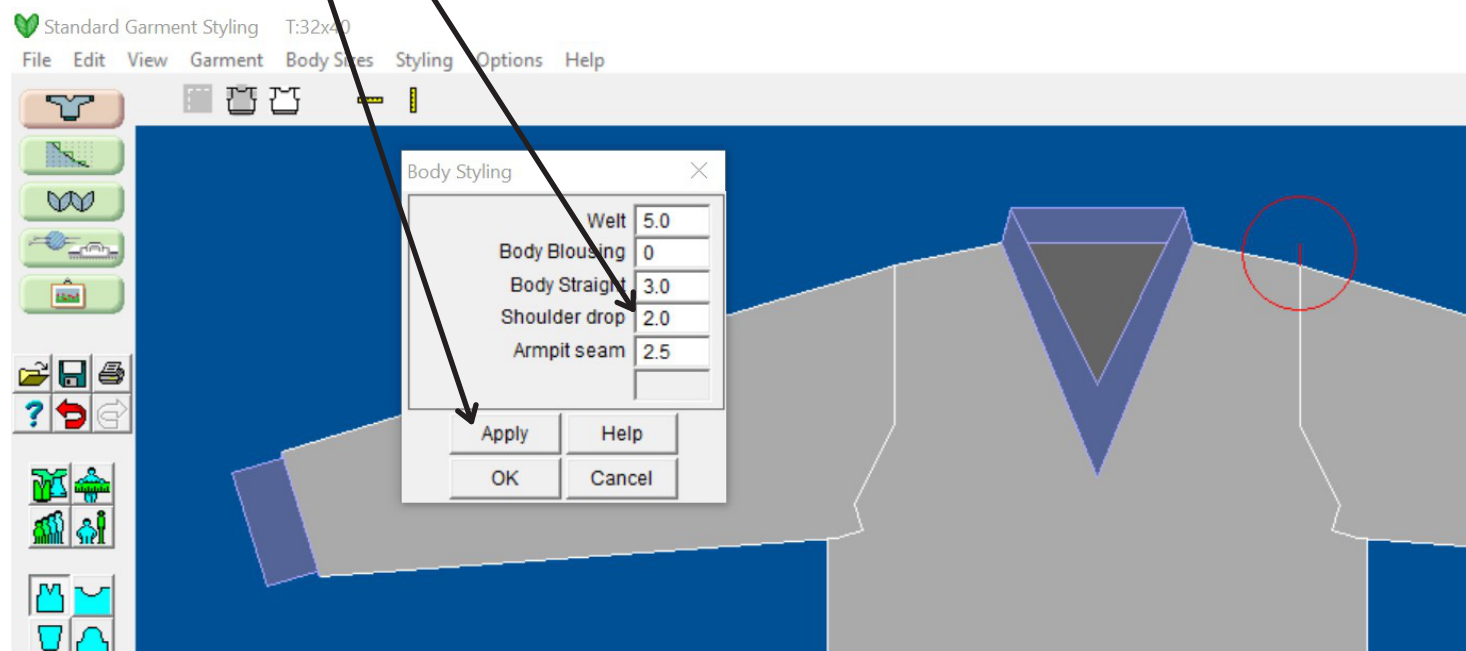 Standard Garment Styling T:32x40
File Edit View Garment Body Sizes Styling Options Help
Body Styling
Welt 5.0
Body Blousing 0
Body Straight 3.0
Shoulder drop 2.0
Armpit seam 2.5
Apply Help
OK Cancel